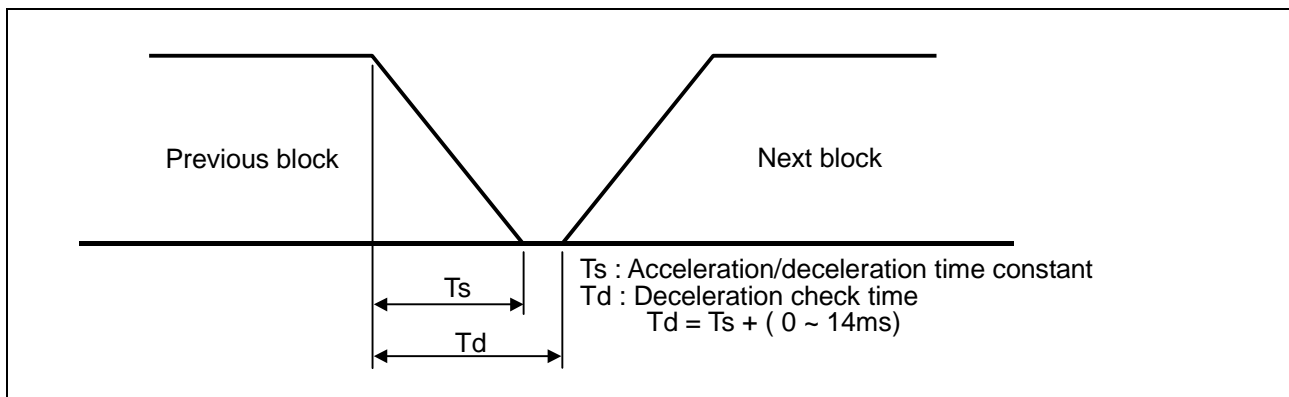 Previous block
Next block
Ts : Acceleration/deceleration time constant
Ts
Td : Deceleration check time
Td = Ts + ( 0 ~ 14ms)
Td